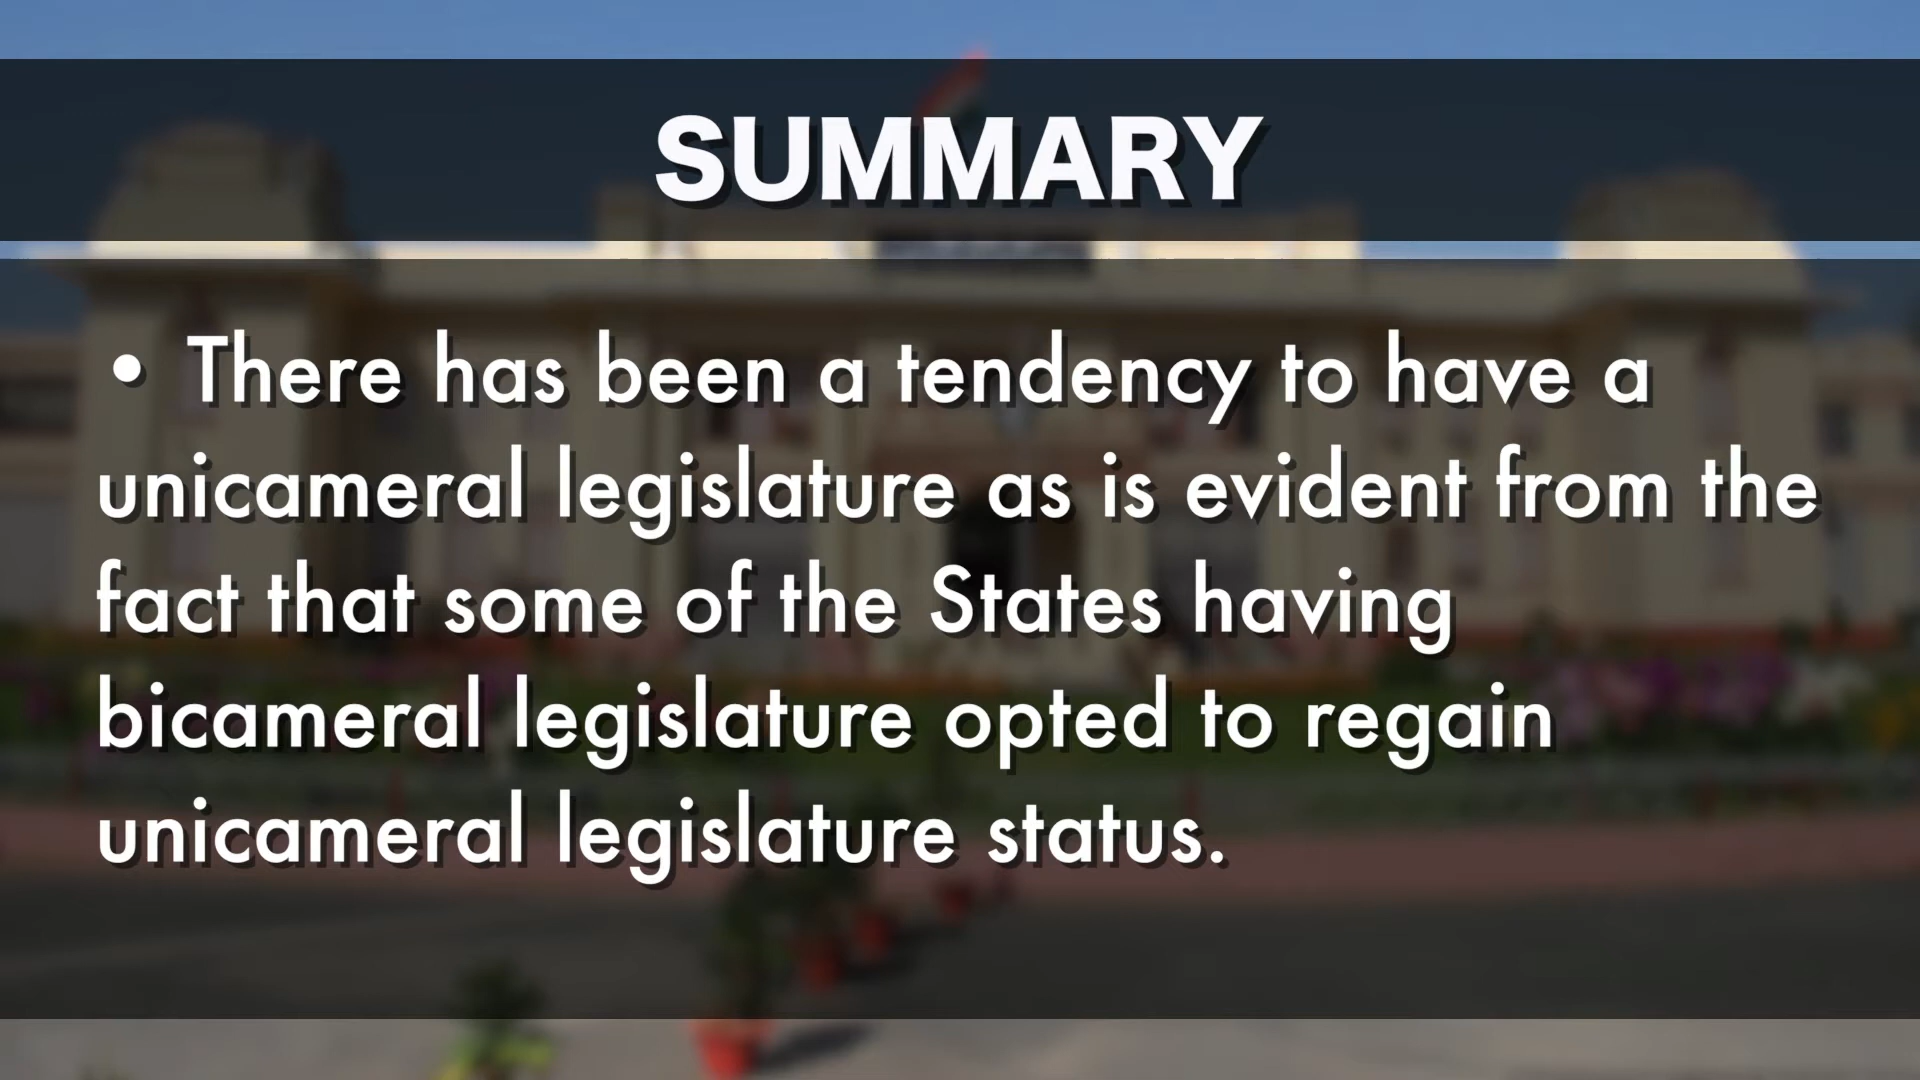 SUMMARY
• There has been a tendency to have a
unicameral legislature as is evident from the
fact that some of the States having
bicameral legislature opted to regain
unicameral legislature status.